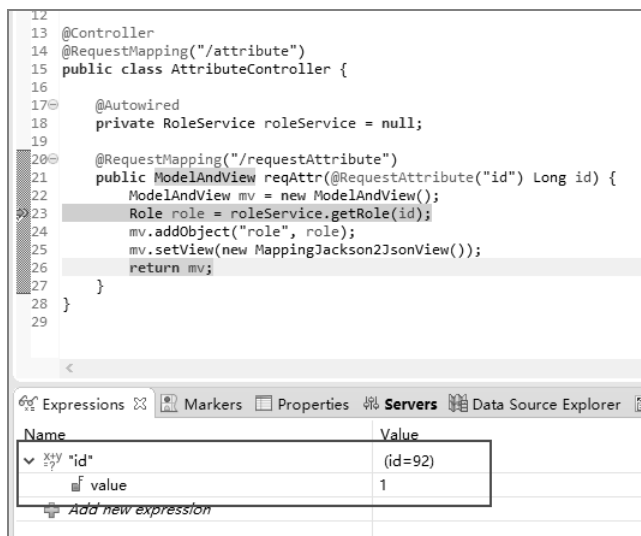 12
13 @Controller
14 @RequestMapping("/attribute")
15 public class AttributeController {
16
17 @Autowired
18 private RoleService roleService = null;
19
20 @RequestMapping("/requestAttribute")
21 public ModelAndView reqAttr(@RequestAttribute("id") Long id) {
22 ModelAndView mv = new ModelAndView();
23 Role role = roleService.getRole(id);
24 mv.addObject("role", role);
25 mv.setView(new MappingJackson2JsonView());
26 return mv;
27 }
28 }
29
Expressions Markers Properties Servers Data Source Explorer
Name Value
"id" (id=92)
value 1
Add new expression